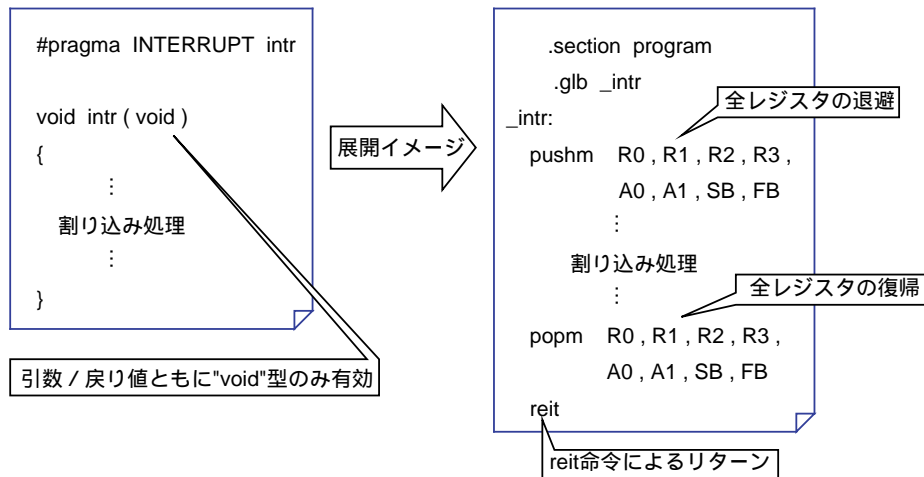 #pragma INTERRUPT intr
void intr ( void )
{
⋮
割り込み処理
⋮
}
引数 / 戻り値ともに"void"型のみ有効
展開イメージ
.section program
.glb _intr
全レジスタの退避
_intr:
pushm R0 , R1 , R2 , R3 ,
A0 , A1 , SB , FB
⋮
割り込み処理
⋮
全レジスタの復帰
popm R0 , R1 , R2 , R3 ,
A0 , A1 , SB , FB
reit
reit命令によるリターン